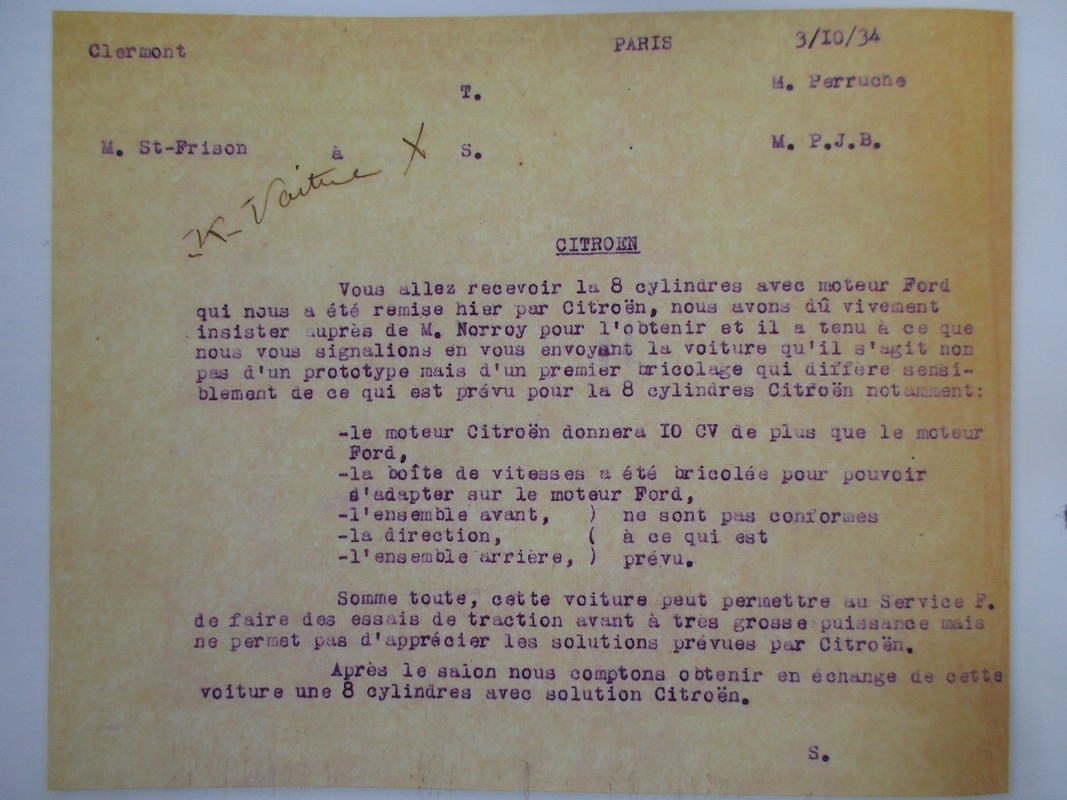 Clermont PARIS 3/10/34
T. M. Perruche
M. St-Frison à S. M. P.J.B.
-K- Voiture X
CITROEN
Vous allez recevoir la 8 cylindres avec moteur Ford
qui nous a été remise hier par Citroën, nous avons dû vivement
insister auprès de M. Norroy pour l'obtenir et il a tenu à ce que
nous vous signalions en vous envoyant la voiture qu'il s'agit non
pas d'un prototype mais d'un premier bricolage qui diffère sensi-
blement de ce qui est prévu pour la 8 cylindres Citroën notamment:
-le moteur Citroën donnera IO CV de plus que le moteur
Ford,
-la boîte de vitesses a été bricolée pour pouvoir
s'adapter sur le moteur Ford,
-l'ensemble avant, ) ne sont pas conformes
-la direction, ( à ce qui est
-l'ensemble arrière, ) prévu.
Somme toute, cette voiture peut permettre au Service F.
de faire des essais de traction avant à très grosse puissance mais
ne permet pas d'apprécier les solutions prévues par Citroën.
Après le salon nous comptons obtenir en échange de cette
voiture une 8 cylindres avec solution Citroën.
S.